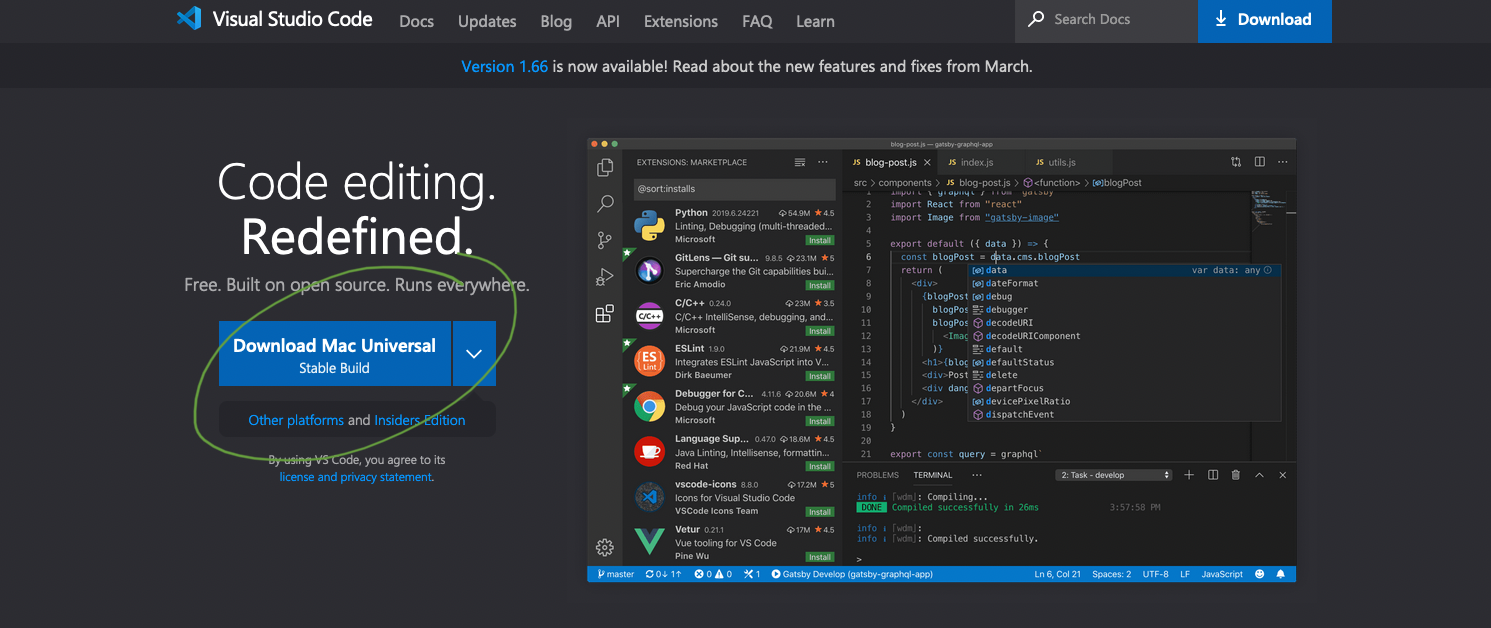 Visual Studio Code Docs Updates Blog API Extensions FAQ Learn Search Docs Download
Version 1.66 is now available! Read about the new features and fixes from March.
Code editing.
Redefined.
Free. Built on open source. Runs everywhere.
Download Mac Universal
Stable Build
Other platforms and Insiders Edition
By using VS Code, you agree to its
license and privacy statement.
blog-post.js — gatsby-graphql-app
EXTENSIONS: MARKETPLACE
@sort:installs
Python 2019.6.24221 54.9M ★4.5
Linting, Debugging (multi-threaded...
Microsoft Install
GitLens — Git su... 9.8.5 23.1M ★5
Supercharge the Git capabilities bui...
Eric Amodio Install
C/C++ 0.24.0 23M ★3.5
C/C++ IntelliSense, debugging, and...
Microsoft Install
C/C++
ESLint 1.9.0 21.9M ★4.5
Integrates ESLint JavaScript into V...
Dirk Baeumer Install
ES
Lint
Debugger for C... 4.11.6 20.6M ★4
Debug your JavaScript code in the ...
Microsoft Install
Language Sup... 0.47.0 18.6M ★4.5
Java Linting, Intellisense, formattin...
Red Hat Install
vscode-icons 8.8.0 17.2M ★5
Icons for Visual Studio Code
VSCode Icons Team Install
Vetur 0.21.1 17M ★4.5
Vue tooling for VS Code
Pine Wu Install
JS blog-post.js JS index.js JS utils.js
src > components > JS blog-post.js > <function> > blogPost
1 import { graphql } from "gatsby"
2 import React from "react"
3 import Image from "gatsby-image"
4
5 export default ({ data }) => {
6 const blogPost = data.cms.blogPost
7 return (
8 <div>
9 {blogPost
10 blogP
11 blogPos
12 <Imag
13 )}
14 <h1>{blog
15 <div>Post
16 <div dang
17 </div>
18 )
19 }
20
21 export const query = graphql`
data var data: any
dateFormat
debug
debugger
decodeURI
decodeURIComponent
default
defaultStatus
delete
departFocus
devicePixelRatio
dispatchEvent
PROBLEMS TERMINAL ··· 2: Task - develop
info [wdm]: Compiling...
DONE Compiled successfully in 26ms 3:57:58 PM
info [wdm]:
info [wdm]: Compiled successfully.
>
master 0↓ 1↑ 0 0 1 Gatsby Develop (gatsby-graphql-app) Ln 6, Col 21 Spaces: 2 UTF-8 LF JavaScript